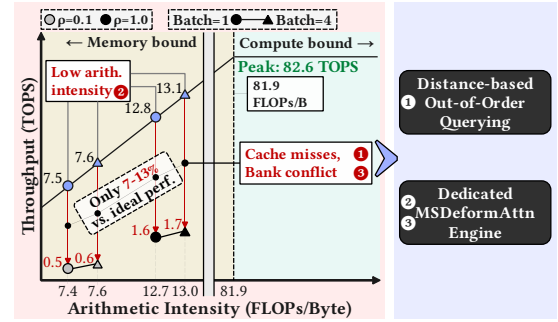 ρ=0.1 ρ=1.0 Batch=1 Batch=4
← Memory bound
Compute bound →
Peak: 82.6 TOPS
81.9
FLOPs/B
Low arith.
intensity 2
13.1
12.8
7.6
7.5
Only 7-13%
vs. ideal perf.
Cache misses, 1
Bank conflict 3
1.6 1.7
0.5 0.6
Throughput (TOPS)
7.4 7.6 12.7 13.0 81.9
Arithmetic Intensity (FLOPs/Byte)
Distance-based
1 Out-of-Order
Querying
Dedicated
2 MSDeformAttn
3 Engine